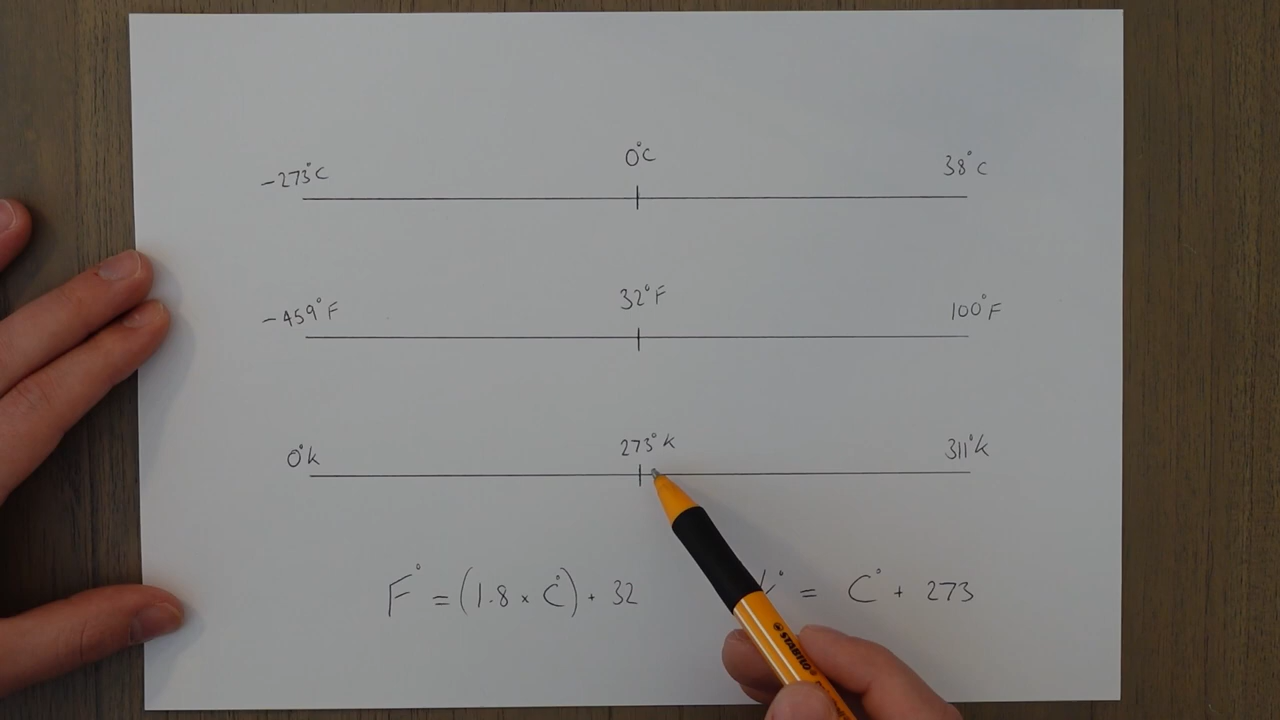 -273°C 0°C 38°C
-459°F 32°F 100°F
0°K 273°K 311°K
F° = (1.8 × C°) + 32
= C° + 273
STABILO